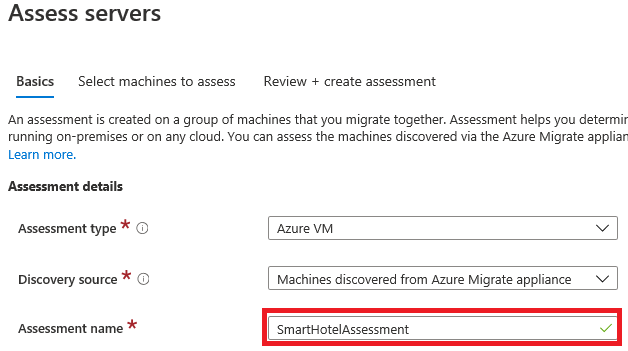 Assess servers
Basics Select machines to assess Review + create assessment
An assessment is created on a group of machines that you migrate together. Assessment helps you determin
running on-premises or on any cloud. You can assess the machines discovered via the Azure Migrate applian
Learn more.
Assessment details
Assessment type * Azure VM
Discovery source * Machines discovered from Azure Migrate appliance
Assessment name * SmartHotelAssessment